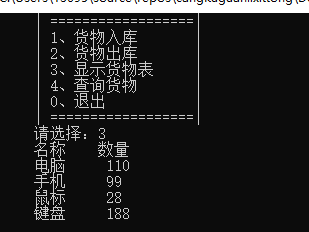 | ================== |
| 1、货物入库
| 2、货物出库
| 3、显示货物表
| 4、查询货物
| 0、退出
| ================== |
请选择：3
名称 数量
电脑 110
手机 99
鼠标 28
键盘 188